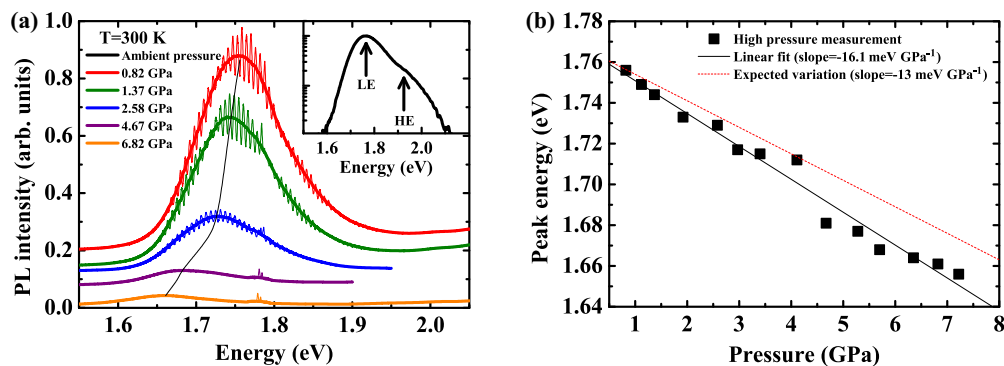 (a)
T=300 K
Ambient pressure
0.82 GPa
1.37 GPa
2.58 GPa
4.67 GPa
6.82 GPa
PL intensity (arb. units)
1.0
0.8
0.6
0.4
0.2
0.0
1.5 1.6 1.7 1.8 1.9 2.0
Energy (eV)
LE
HE
1.6 1.8 2.0
Energy (eV)
(b)
High pressure measurement
Linear fit (slope=-16.1 meV GPa⁻¹)
Expected variation (slope=-13 meV GPa⁻¹)
Peak energy (eV)
1.78
1.76
1.74
1.72
1.70
1.68
1.66
1.64
1 2 3 4 5 6 7 8
Pressure (GPa)